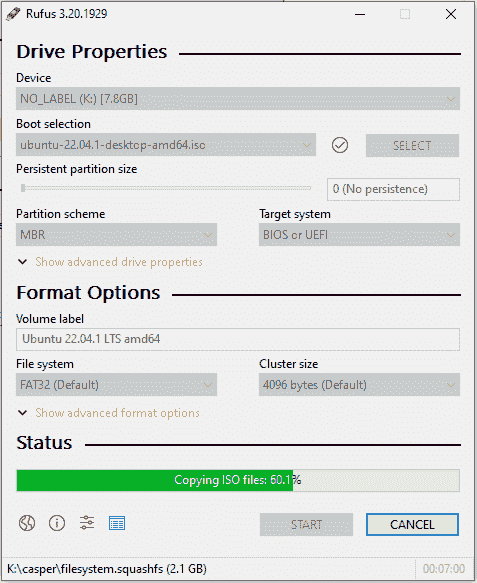 Rufus 3.20.1929
Drive Properties
Device
NO_LABEL (K:) [7.8GB]
Boot selection
ubuntu-22.04.1-desktop-amd64.iso
SELECT
Persistent partition size
0 (No persistence)
Partition scheme
Target system
MBR
BIOS or UEFI
Show advanced drive properties
Format Options
Volume label
Ubuntu 22.04.1 LTS amd64
File system
Cluster size
FAT32 (Default)
4096 bytes (Default)
Show advanced format options
Status
Copying ISO files: 60.1%
START
CANCEL
K:\casper\filesystem.squashfs (2.1 GB)
00:07:00